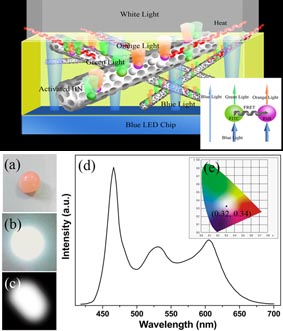 White Light
Heat
Orange Light
Green Light
Activated BN
Blue Light
Blue LED Chip
Blue Light
Green Light
Orange Light
FRET
Blue Light
(a)
(b)
(c)
(d)
(e)
(0.32, 0.34)
Intensity (a.u.)
450 500 550 600 650 700
Wavelength (nm)